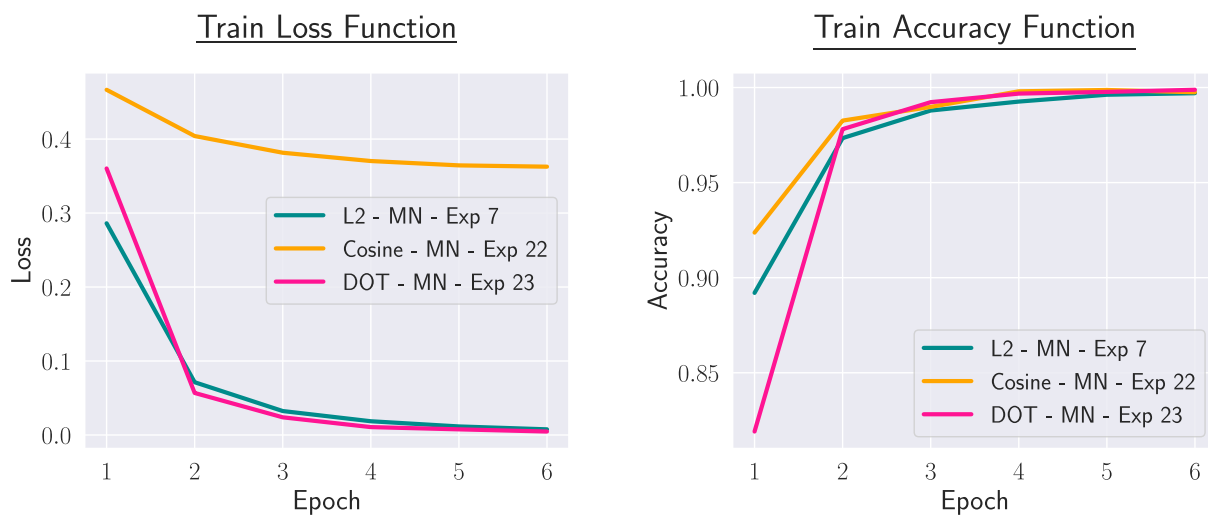 Train Loss Function
0.4
0.3
0.2
0.1
0.0
Loss
L2 - MN - Exp 7
Cosine - MN - Exp 22
DOT - MN - Exp 23
1 2 3 4 5 6
Epoch
Train Accuracy Function
1.00
0.95
0.90
0.85
Accuracy
L2 - MN - Exp 7
Cosine - MN - Exp 22
DOT - MN - Exp 23
1 2 3 4 5 6
Epoch